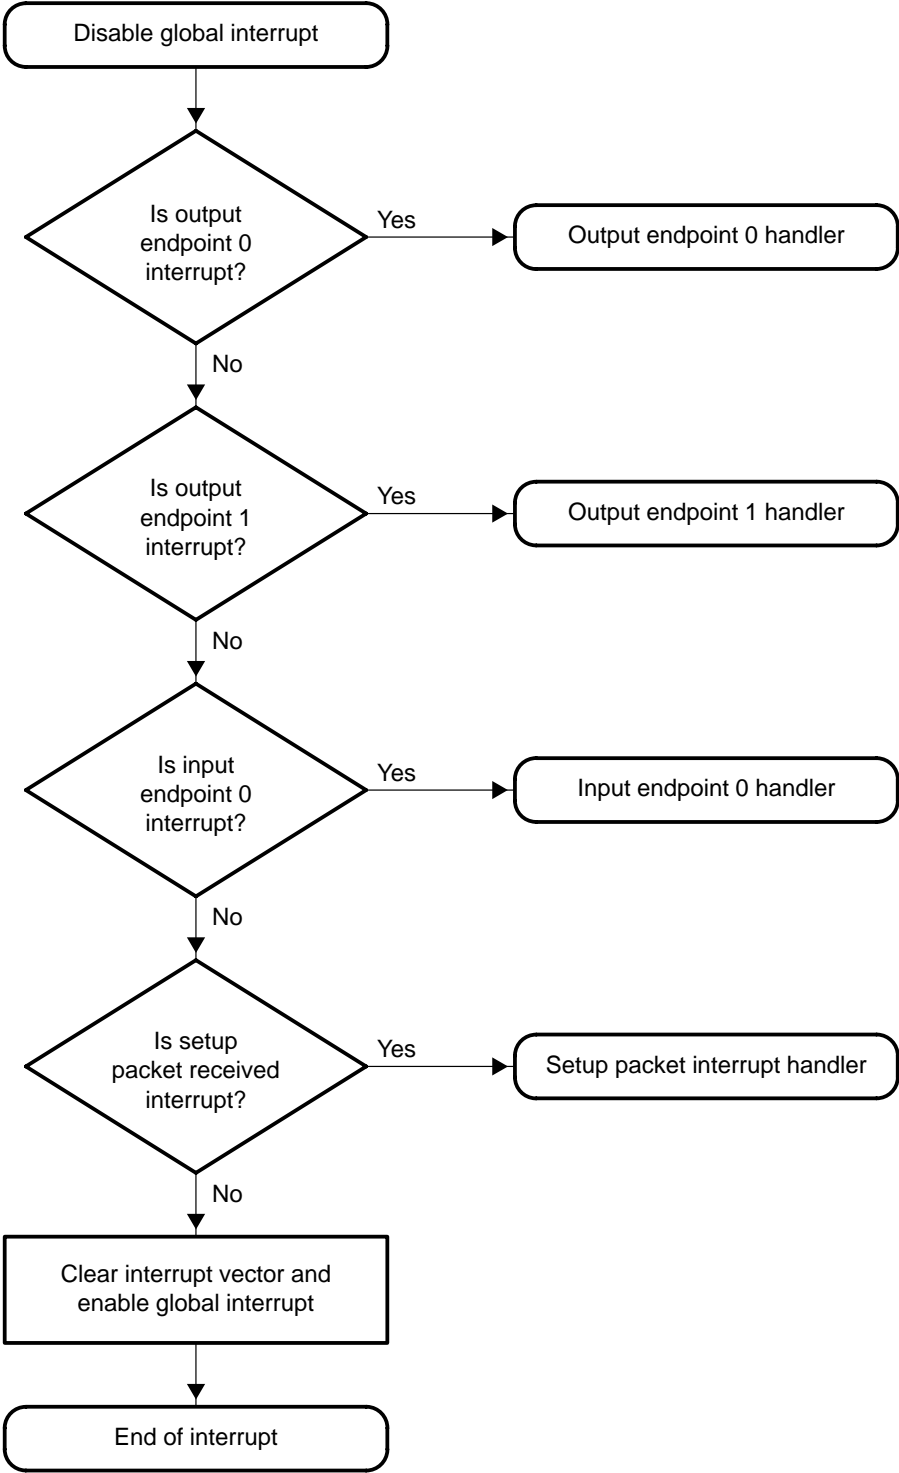 Disable global interrupt
Is output
endpoint 0
interrupt?
Yes
Output endpoint 0 handler
No
Is output
endpoint 1
interrupt?
Yes
Output endpoint 1 handler
No
Is input
endpoint 0
interrupt?
Yes
Input endpoint 0 handler
No
Is setup
packet received
interrupt?
Yes
Setup packet interrupt handler
No
Clear interrupt vector and
enable global interrupt
End of interrupt